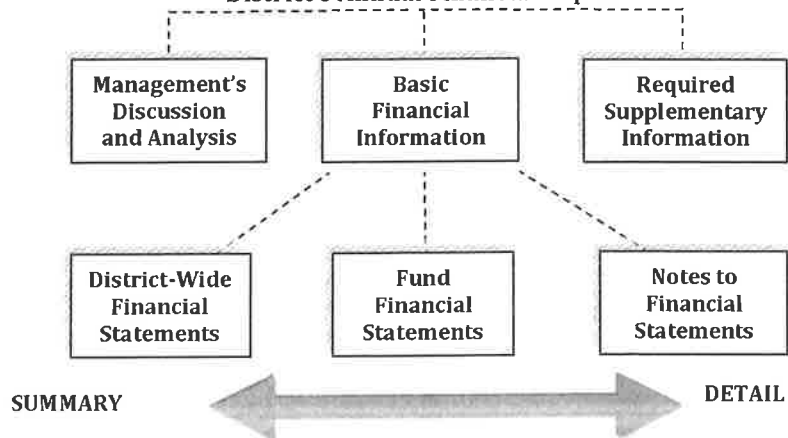 Management's
Discussion
and Analysis
Basic
Financial
Information
Required
Supplementary
Information
District-Wide
Financial
Statements
Fund
Financial
Statements
Notes to
Financial
Statements
SUMMARY
DETAIL